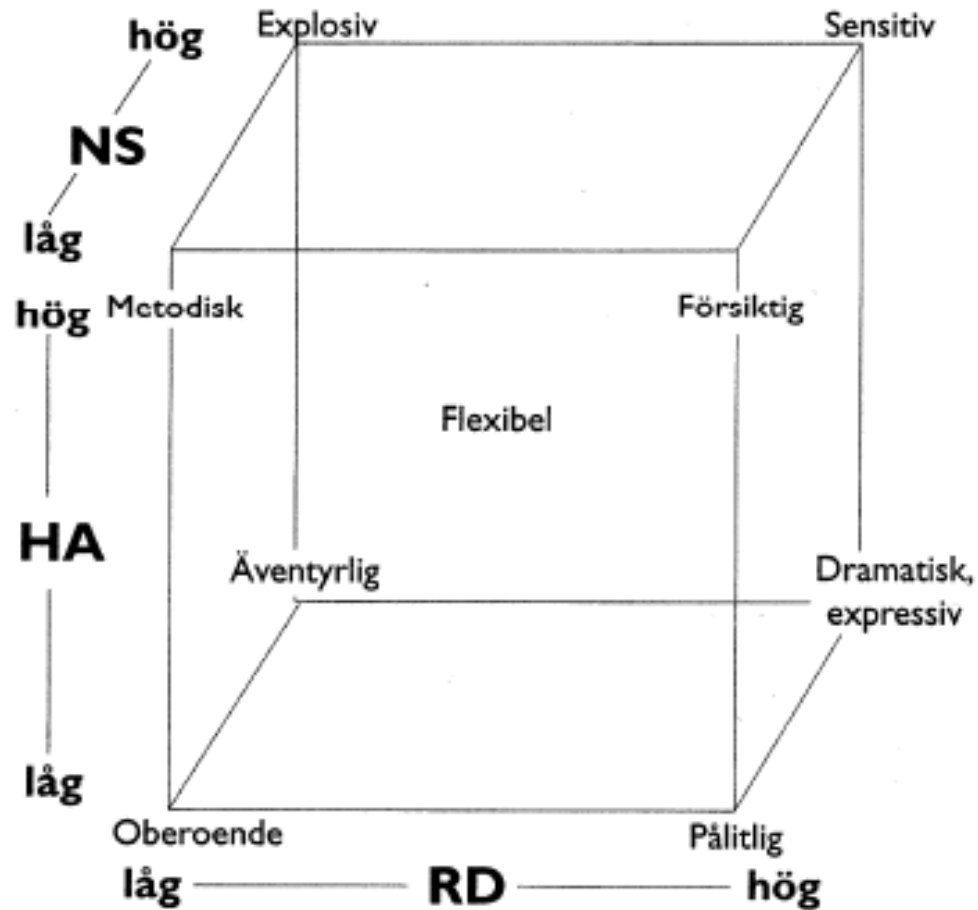 hög
Explosiv
Sensitiv
NS
låg
hög
Metodisk
Försiktig
Flexibel
HA
Äventyrlig
Dramatisk,
expressiv
låg
Oberoende
Pålitlig
låg
RD
hög